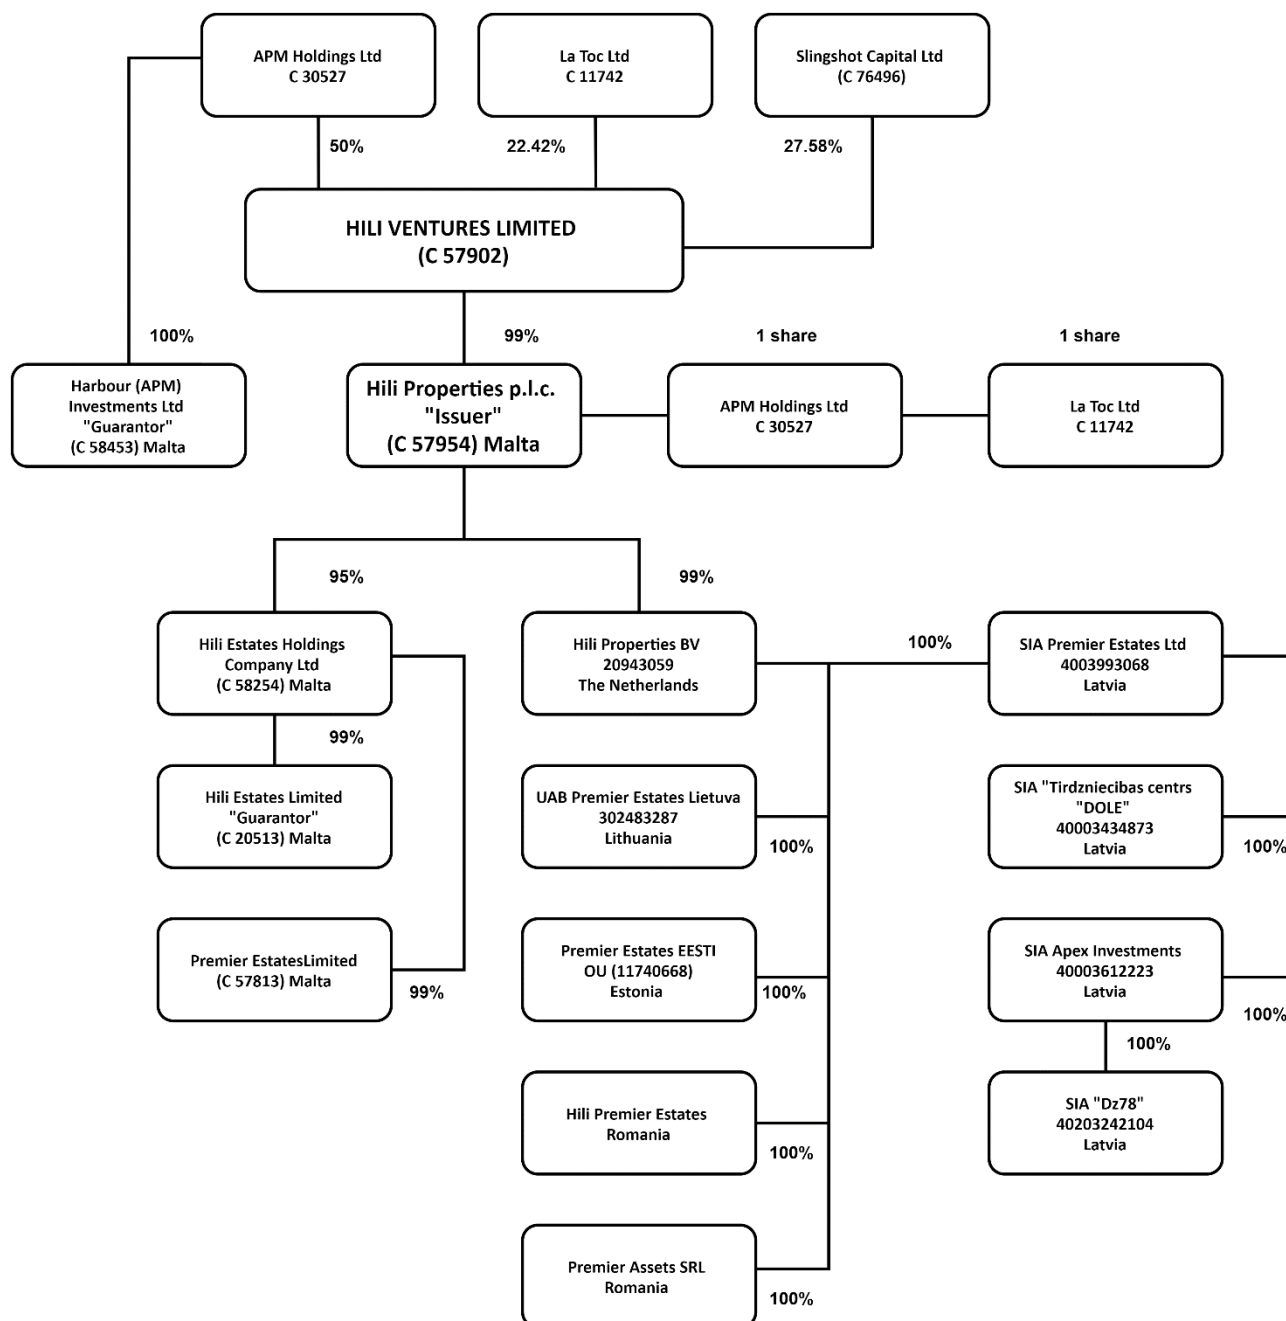 APM Holdings Ltd
C 30527
La Toc Ltd
C 11742
Slingshot Capital Ltd
(C 76496)
50%
22.42%
27.58%
HILI VENTURES LIMITED
(C 57902)
100%
99%
1 share
1 share
Harbour (APM)
Investments Ltd
"Guarantor"
(C 58453) Malta
Hili Properties p.l.c.
"Issuer"
(C 57954) Malta
APM Holdings Ltd
C 30527
La Toc Ltd
C 11742
95%
99%
Hili Estates Holdings
Company Ltd
(C 58254) Malta
Hili Properties BV
20943059
The Netherlands
100%
SIA Premier Estates Ltd
4003993068
Latvia
99%
Hili Estates Limited
"Guarantor"
(C 20513) Malta
UAB Premier Estates Lietuva
302483287
Lithuania
100%
SIA "Tirdzniecibas centrs
"DOLE"
40003434873
Latvia
100%
Premier EstatesLimited
(C 57813) Malta
99%
Premier Estates EESTI
OU (11740668)
Estonia
100%
SIA Apex Investments
40003612223
Latvia
100%
100%
Hili Premier Estates
Romania
100%
SIA "Dz78"
40203242104
Latvia
Premier Assets SRL
Romania
100%